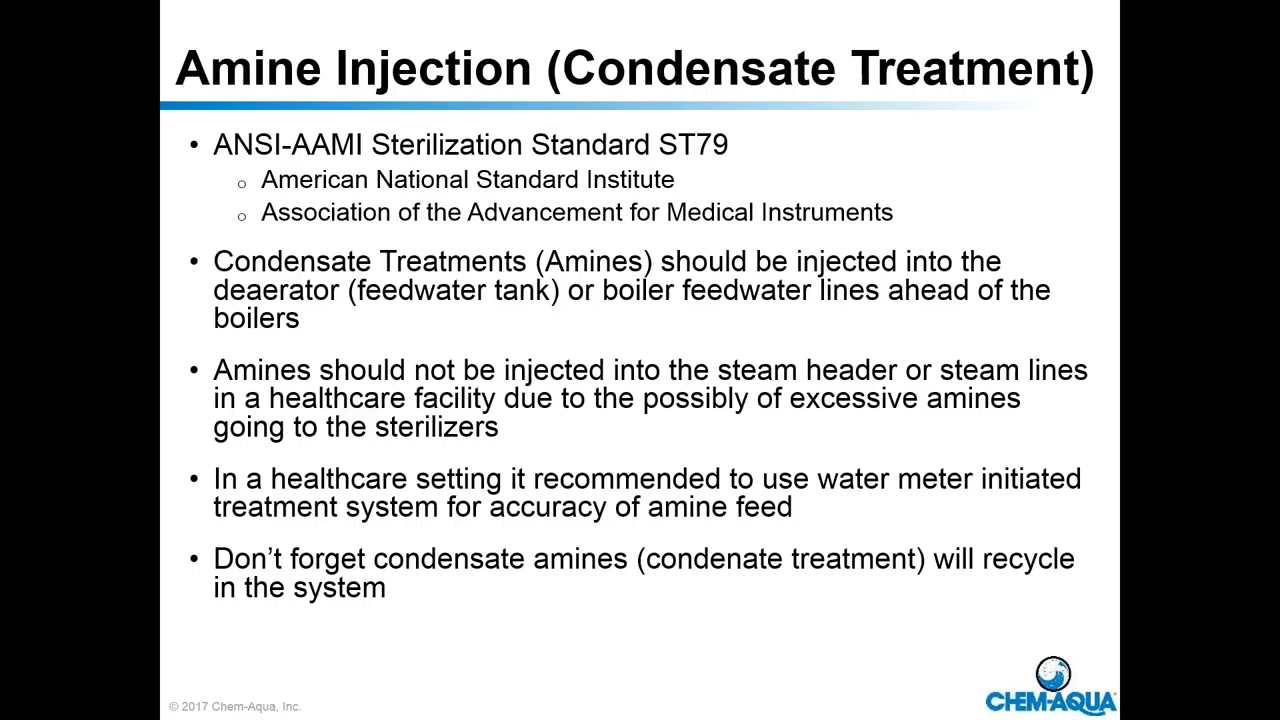 Amine Injection (Condensate Treatment)
• ANSI-AAMI Sterilization Standard ST79
o American National Standard Institute
o Association of the Advancement for Medical Instruments
• Condensate Treatments (Amines) should be injected into the
deaerator (feedwater tank) or boiler feedwater lines ahead of the
boilers
• Amines should not be injected into the steam header or steam lines
in a healthcare facility due to the possibly of excessive amines
going to the sterilizers
• In a healthcare setting it recommended to use water meter initiated
treatment system for accuracy of amine feed
• Don’t forget condensate amines (condenate treatment) will recycle
in the system
© 2017 Chem-Aqua, Inc.
CHEM-AQUA